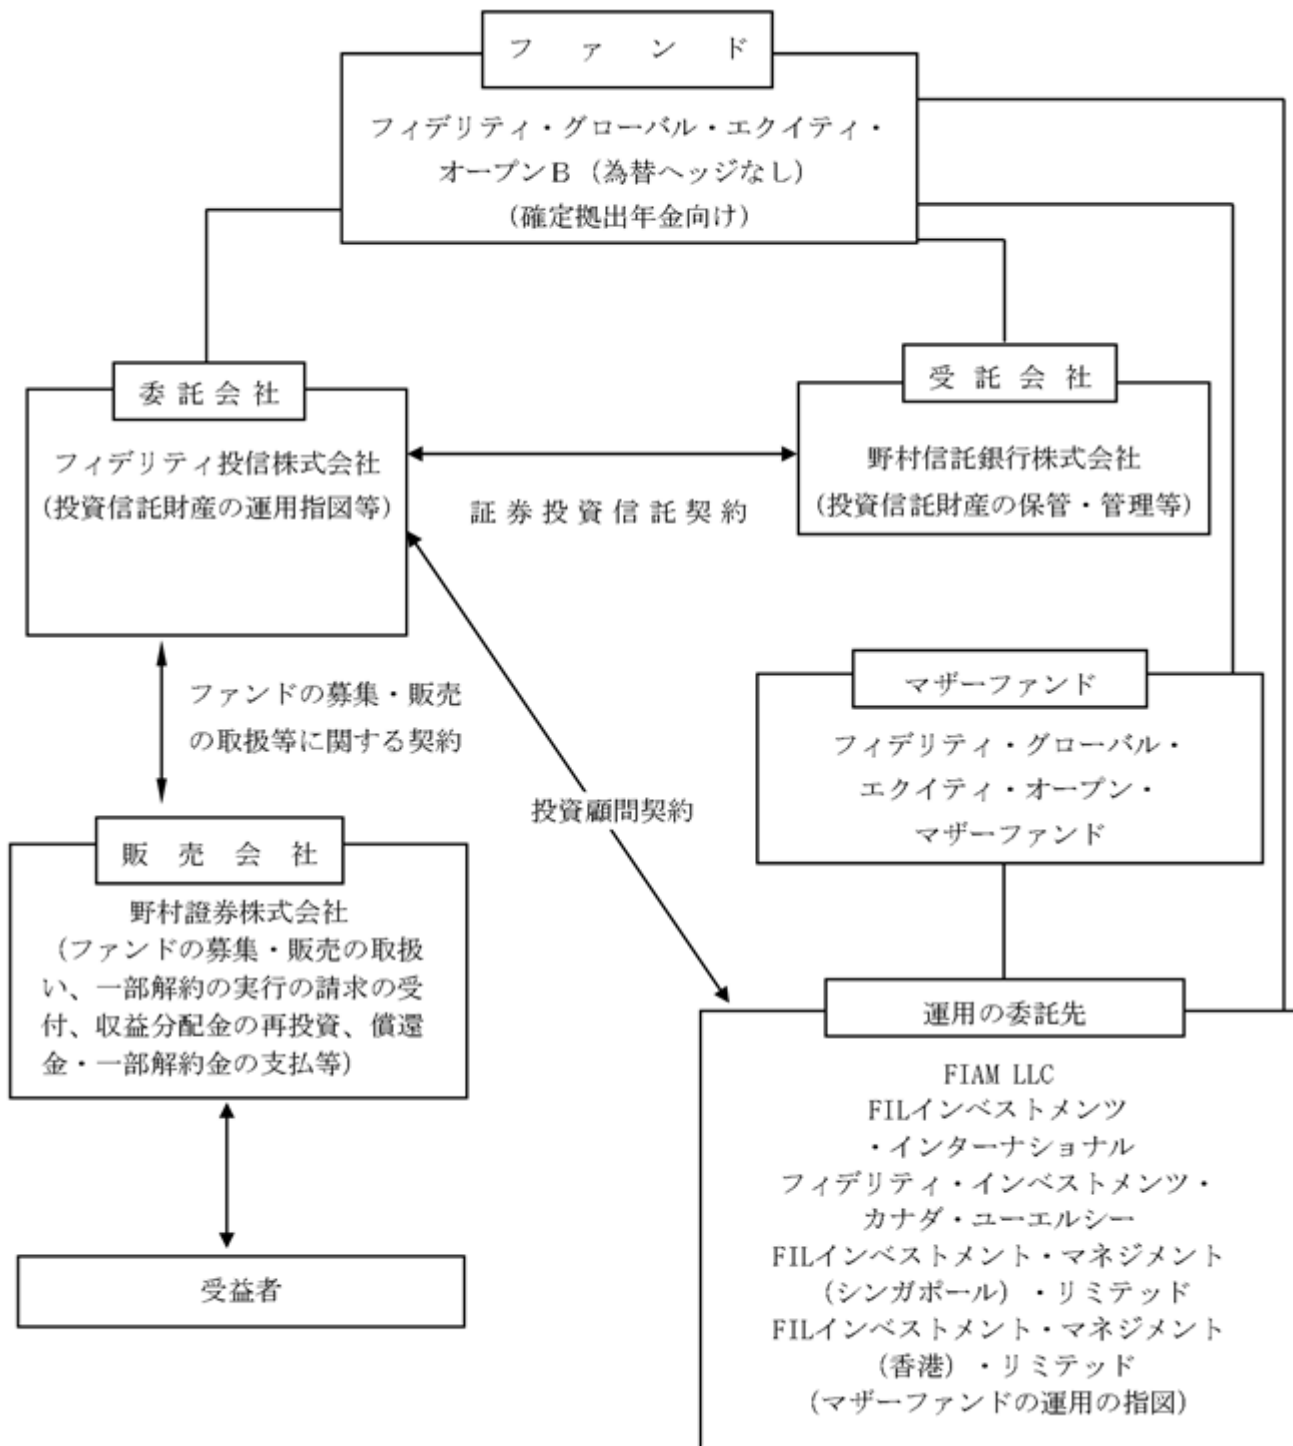 ファンド
フィデリティ・グローバル・エクイティ・
オープンＢ（為替ヘッジなし）
（確定拠出年金向け）
委託会社
フィデリティ投信株式会社
（投資信託財産の運用指図等）
受託会社
野村信託銀行株式会社
（投資信託財産の保管・管理等）
証券投資信託契約
ファンドの募集・販売
の取扱等に関する契約
投資顧問契約
マザーファンド
フィデリティ・グローバル・
エクイティ・オープン・
マザーファンド
販売会社
野村證券株式会社
（ファンドの募集・販売の取扱
い、一部解約の実行の請求の受
付、収益分配金の再投資、償還
金・一部解約金の支払等）
受益者
運用の委託先
FIAM LLC
FILインベストメンツ
・インターナショナル
フィデリティ・インベストメンツ・
カナダ・ユーエルシー
FILインベストメント・マネジメント
（シンガポール）・リミテッド
FILインベストメント・マネジメント
（香港）・リミテッド
（マザーファンドの運用の指図）